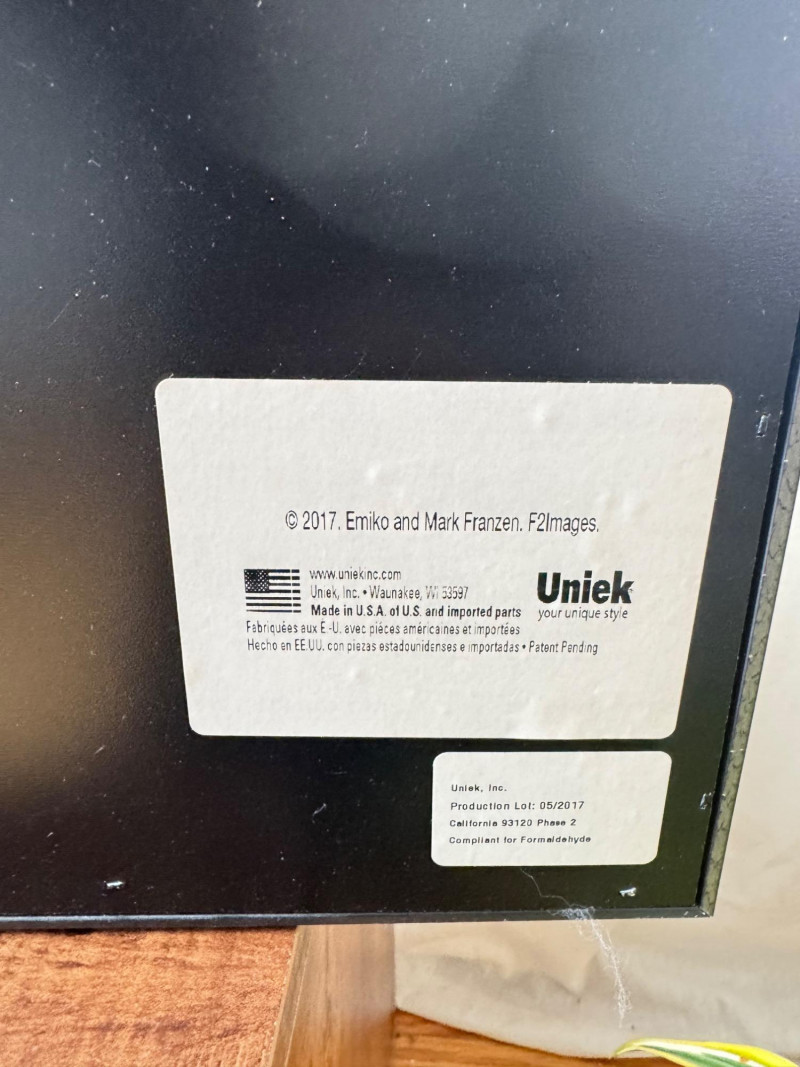 © 2017. Emiko and Mark Franzen. F2Images.
www.uniekinc.com
Uniek, Inc. • Waunakee, WI 53597
Made in U.S.A. of U.S. and imported parts
Uniek
your unique style
Fabriquées aux É.-U. avec pièces américaines et importées
Hecho en EE.UU. con piezas estadounidenses e importadas • Patent Pending
Uniek, Inc.
Production Lot: 05/2017
California 93120 Phase 2
Compliant for Formaldehyde